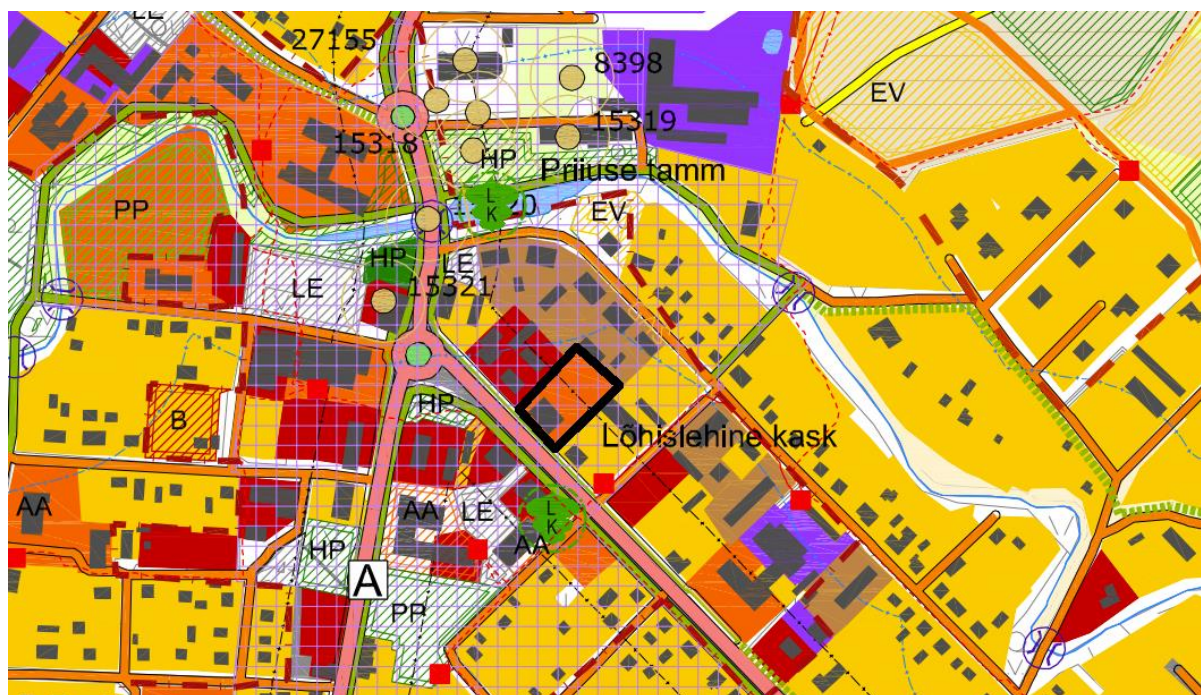 LE
27155
8398
EV
15319
15318
HP
Priiuse tamm
PP
L
K
EV
HP
LE
LE
15321
HP
B
Lõhislehine kask
AA
AA
LE
L
K
AA
HP
A
PP